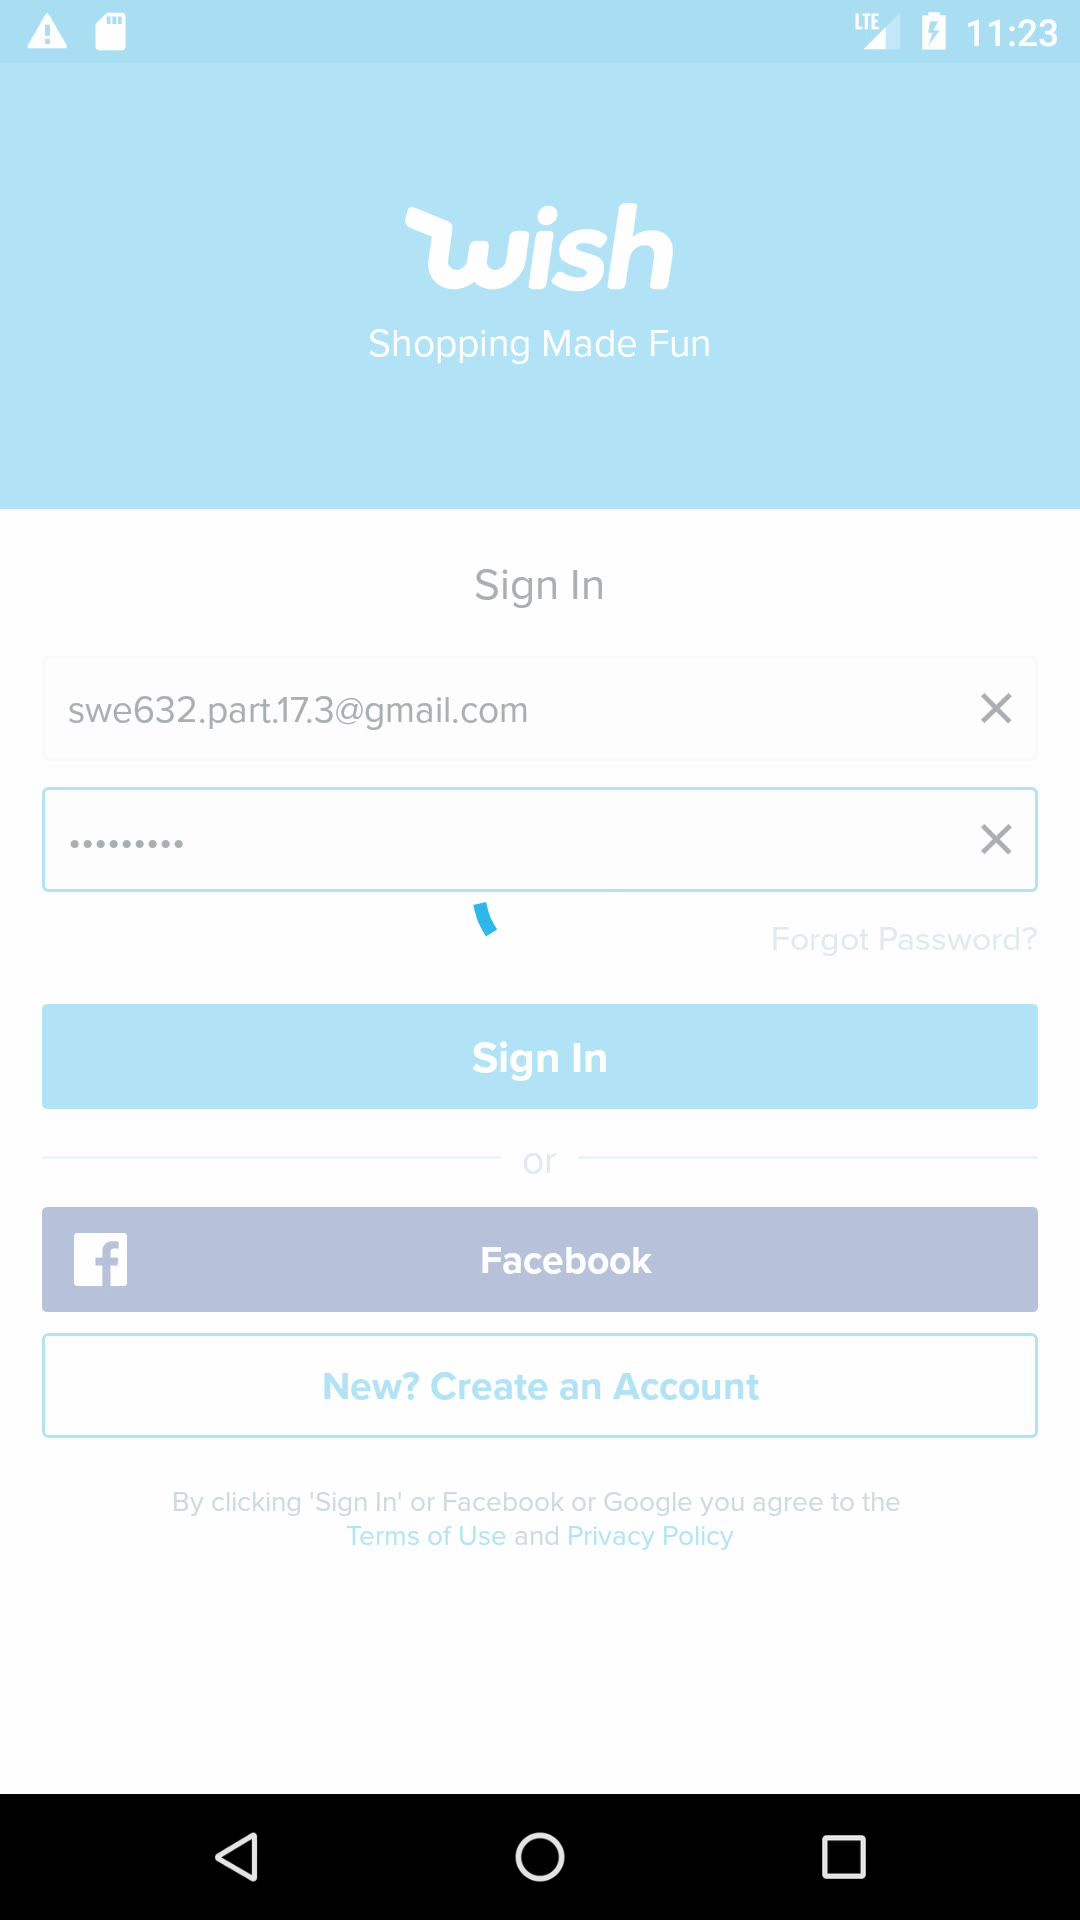 LTE 11:23
wish
Shopping Made Fun
Sign In
swe632.part.17.3@gmail.com
•••••••••
Forgot Password?
Sign In
or
Facebook
New? Create an Account
By clicking 'Sign In' or Facebook or Google you agree to the
Terms of Use and Privacy Policy